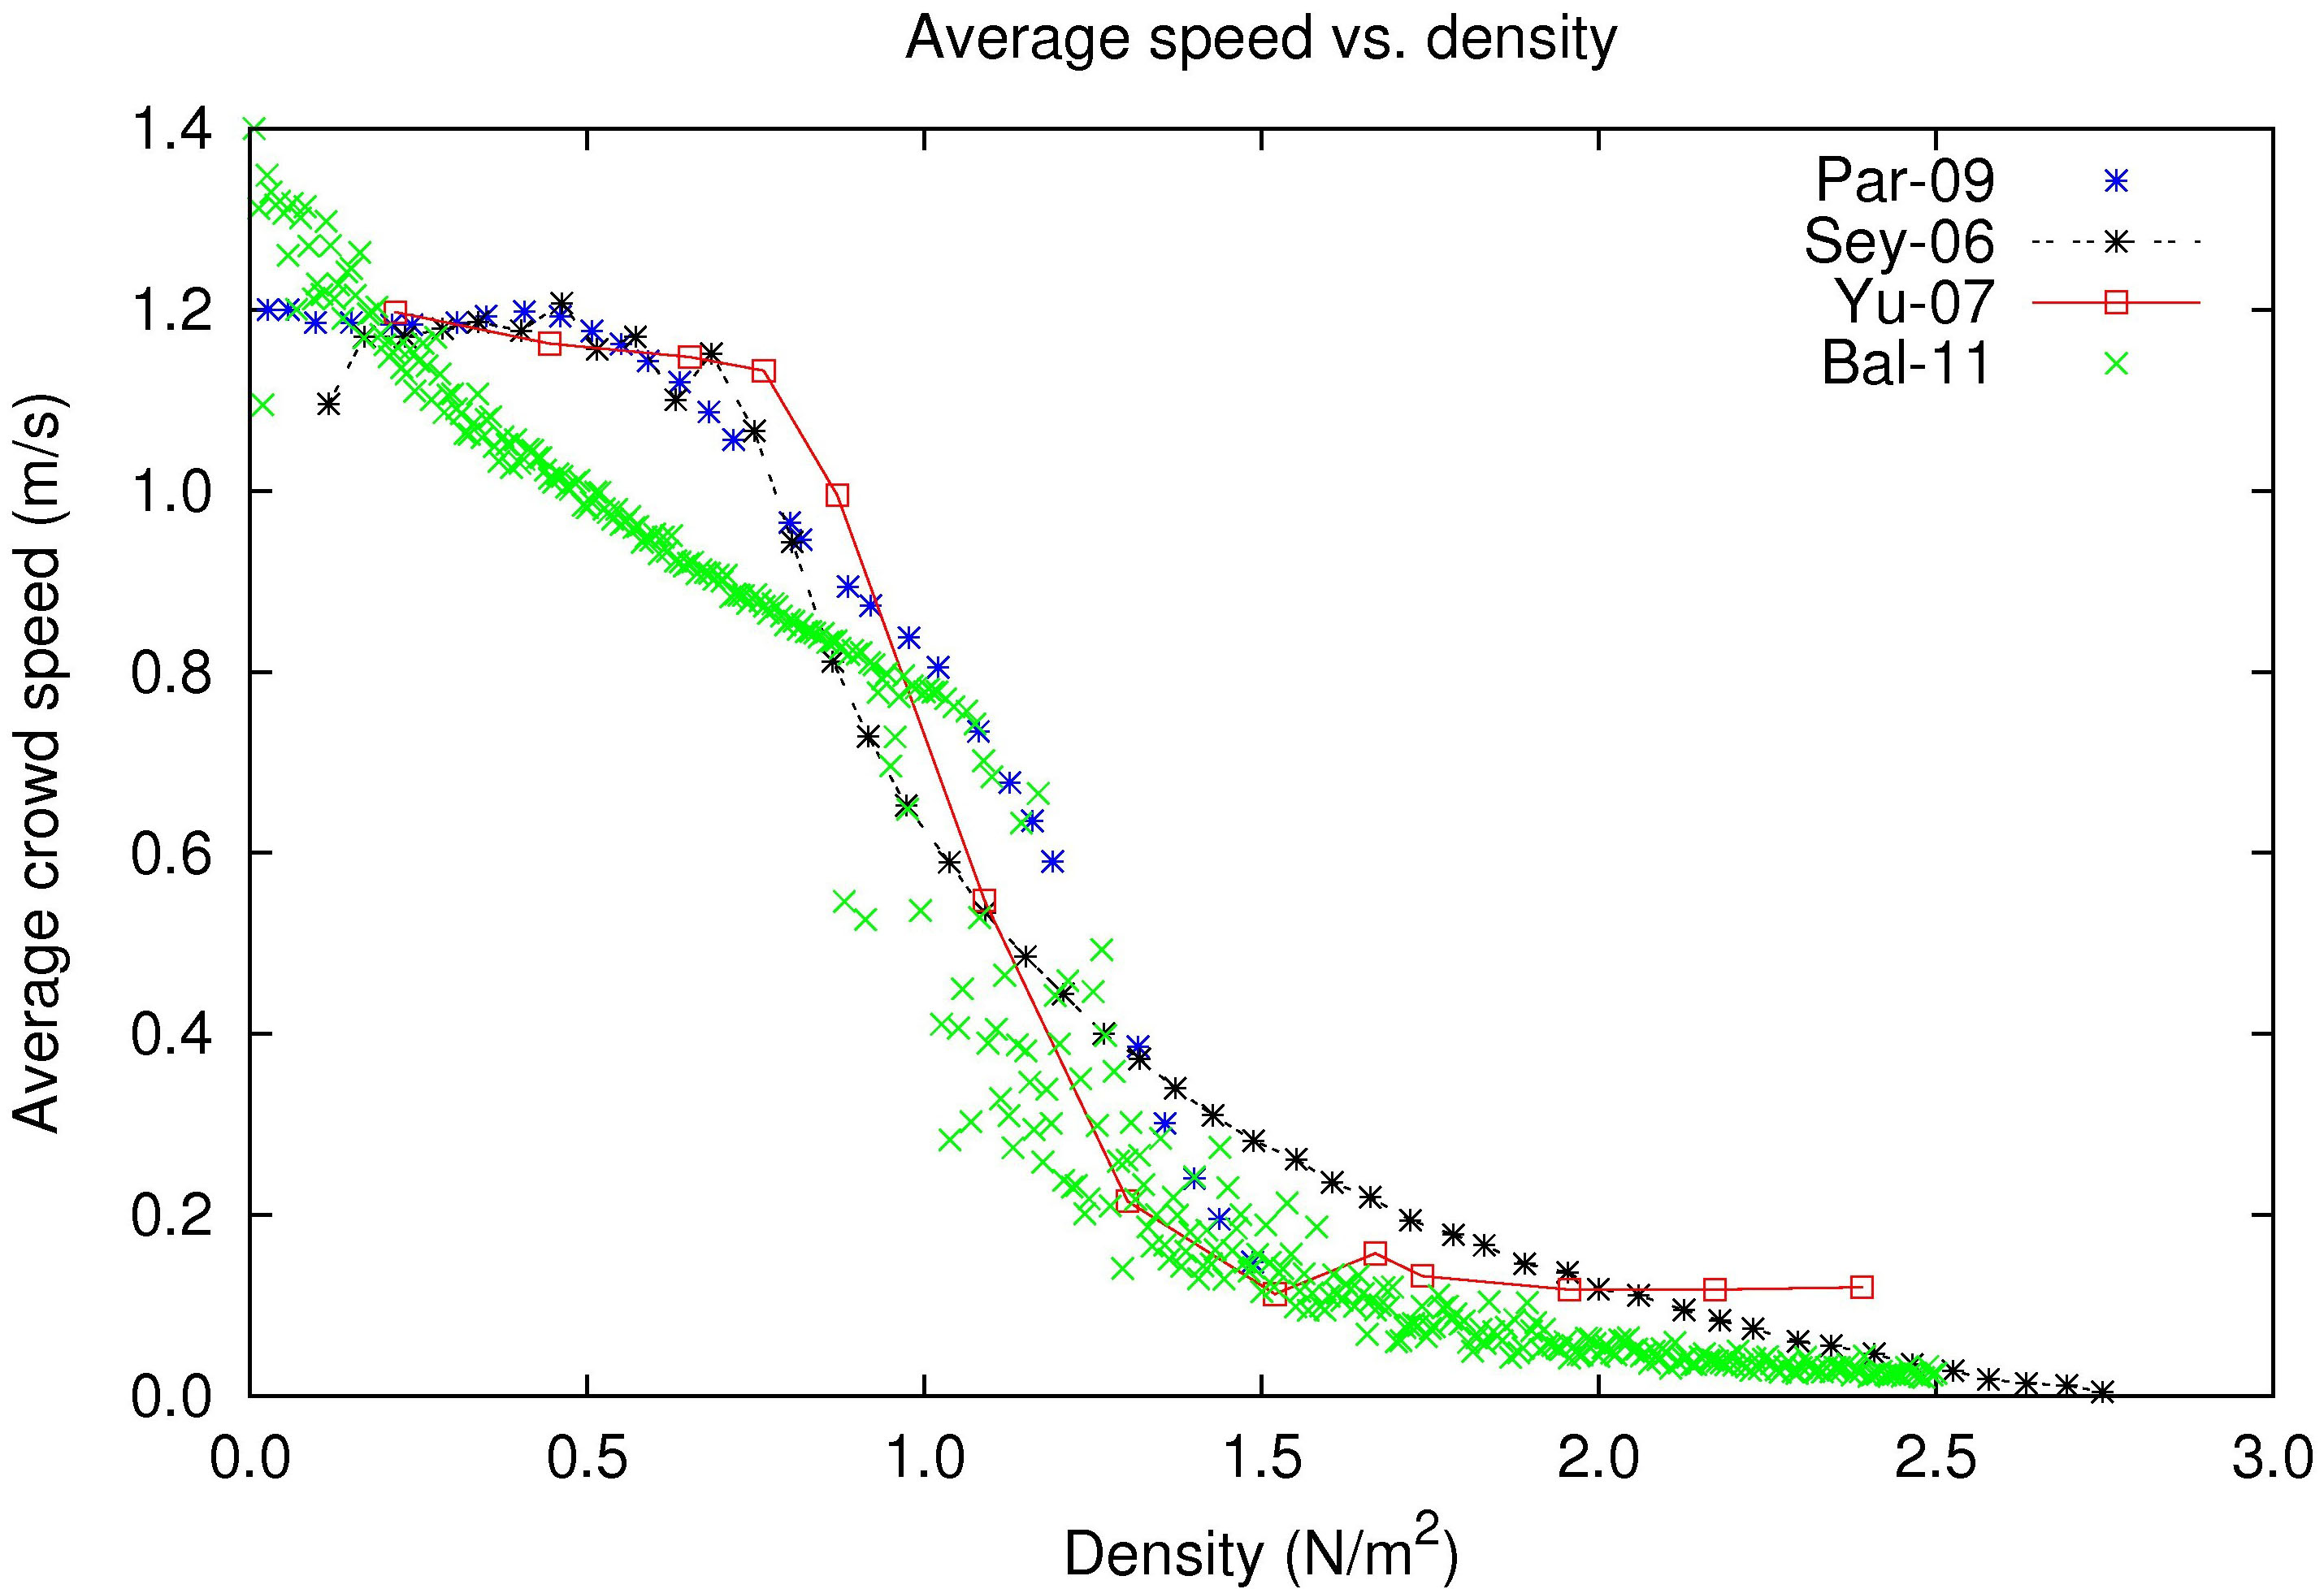 Average speed vs. density
Average crowd speed (m/s)
1.4
1.2
1.0
0.8
0.6
0.4
0.2
0.0
Par-09
Sey-06
Yu-07
Bal-11
0.0 0.5 1.0 1.5 2.0 2.5 3.0
Density (N/m²)